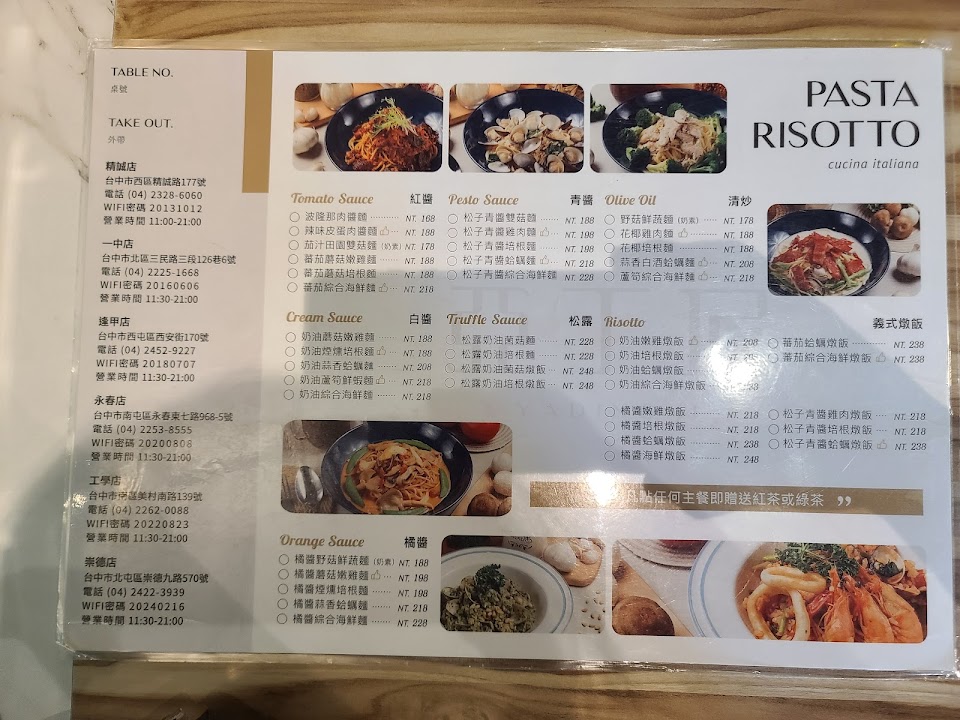 TABLE NO.
桌號
TAKE OUT.
外帶
精誠店
台中市西區精誠路177號
電話 (04) 2328-6060
WIFI密碼 20131012
營業時間 11:00-21:00
一中店
台中市北區三民路三段126巷6號
電話 (04) 2225-1668
WIFI密碼 20160606
營業時間 11:30-21:00
逢甲店
台中市西屯區西安街170號
電話 (04) 2452-9227
WIFI密碼 20180707
營業時間 11:30-21:00
永春店
台中市南屯區永春東七路968-5號
電話 (04) 2253-8555
WIFI密碼 20200808
營業時間 11:30-21:00
工學店
台中市南區美村南路139號
電話 (04) 2262-0088
WIFI密碼 20220823
營業時間 11:30-21:00
崇德店
台中市北屯區崇德九路570號
電話 (04) 2422-3939
WIFI密碼 20240216
營業時間 11:30-21:00
PASTA
RISOTTO
cucina italiana
Tomato Sauce 紅醬
波隆那肉醬麵 NT. 168
辣味皮蛋肉醬麵 NT. 188
茄汁田園雙菇麵 (奶素) NT. 178
蕃茄蘑菇嫩雞麵 NT. 188
蕃茄蘑菇培根麵 NT. 188
蕃茄綜合海鮮麵 NT. 218
Pesto Sauce 青醬
松子青醬雙菇麵 NT. 188
松子青醬雞肉麵 NT. 198
松子青醬培根麵 NT. 198
松子青醬蛤蠣麵 NT. 218
松子青醬綜合海鮮麵 NT. 228
Olive Oil 清炒
野菇鮮蔬麵 (奶素) NT. 178
花椰雞肉麵 NT. 188
花椰培根麵 NT. 188
蒜香白酒蛤蠣麵 NT. 208
蘆筍綜合海鮮麵 NT. 218
Cream Sauce 白醬
奶油蘑菇嫩雞麵 NT. 188
奶油煙燻培根麵 NT. 188
奶油蒜香蛤蠣麵 NT. 208
奶油蘆筍鮮蝦麵 NT. 218
奶油綜合海鮮麵 NT. 218
Truffle Sauce 松露
松露奶油菌菇麵 NT. 228
松露奶油培根麵 NT. 228
松露奶油菌菇燉飯 NT. 248
松露奶油培根燉飯 NT. 248
Risotto 義式燉飯
奶油嫩雞燉飯 NT. 208
奶油培根燉飯
奶油蛤蠣燉飯
奶油綜合海鮮燉飯
蕃茄蛤蠣燉飯 NT. 238
蕃茄綜合海鮮燉飯 NT. 238
橘醬嫩雞燉飯 NT. 218
橘醬培根燉飯 NT. 218
橘醬蛤蠣燉飯 NT. 238
橘醬海鮮燉飯 NT. 248
松子青醬雞肉燉飯 NT. 218
松子青醬培根燉飯 NT. 218
松子青醬蛤蠣燉飯 NT. 238
點任何主餐即贈送紅茶或綠茶 ”
Orange Sauce 橘醬
橘醬野菇鮮蔬麵 (奶素) NT. 188
橘醬蘑菇嫩雞麵 NT. 198
橘醬煙燻培根麵 NT. 198
橘醬蒜香蛤蠣麵 NT. 218
橘醬綜合海鮮麵 NT. 228